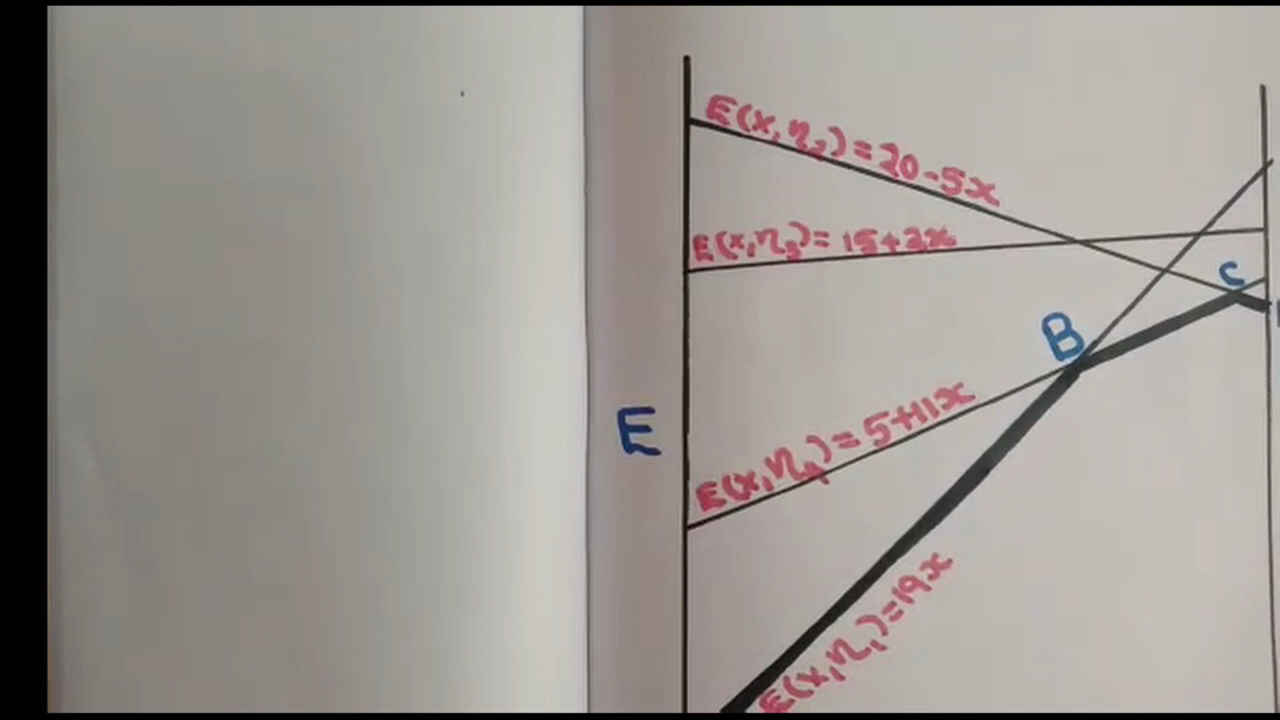 E(x,η₂)=20-5x
E(x,η₃)=15+2x
C
B
E
E(x,η₄)=5+11x
E(x,η₁)=19x